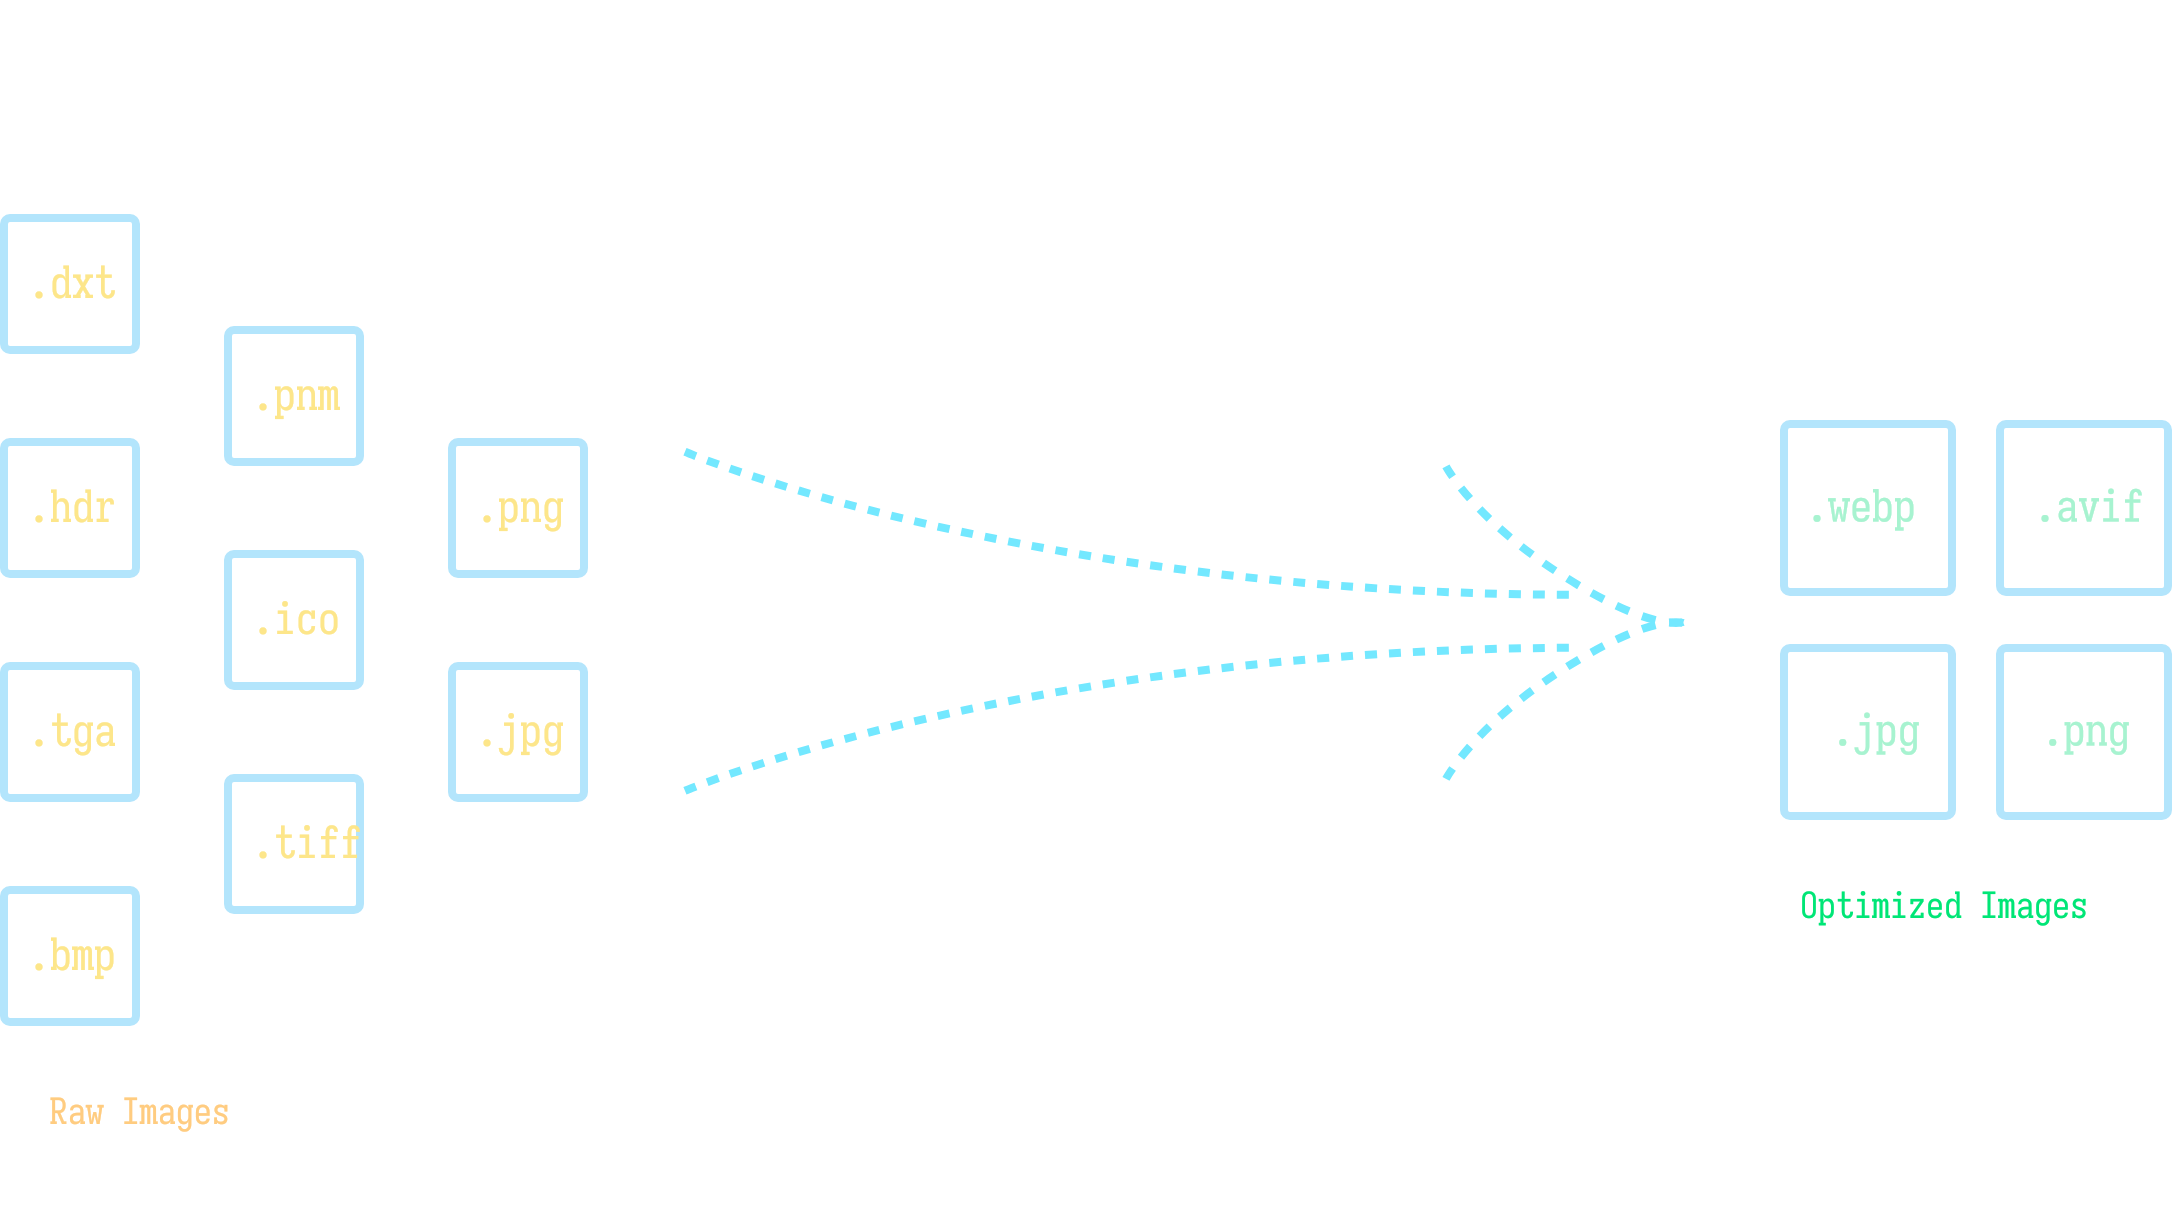 .dxt
.pnm
.hdr
.png
.webp
.avif
.ico
.tga
.jpg
.jpg
.png
.tiff
.bmp
Optimized Images
Raw Images